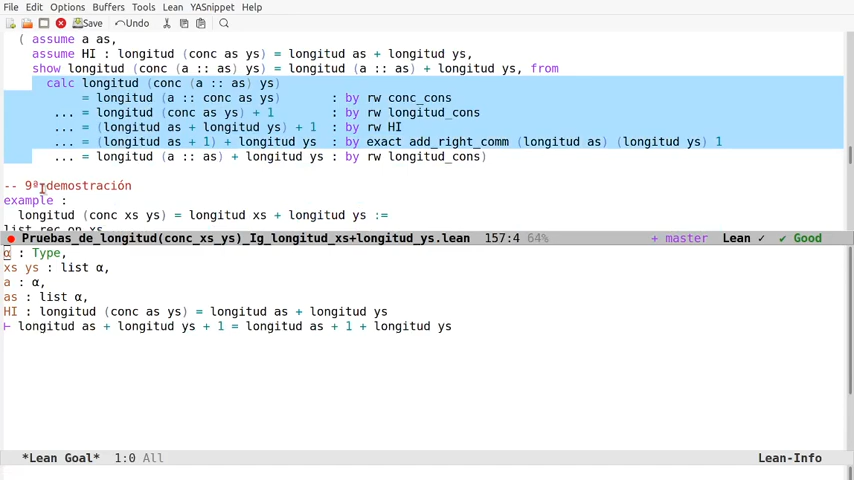 File Edit Options Buffers Tools Lean YASnippet Help
Save Undo
( assume a as,
assume HI : longitud (conc as ys) = longitud as + longitud ys,
show longitud (conc (a :: as) ys) = longitud (a :: as) + longitud ys, from
calc longitud (conc (a :: as) ys)
= longitud (a :: conc as ys) : by rw conc_cons
... = longitud (conc as ys) + 1 : by rw longitud_cons
... = (longitud as + longitud ys) + 1 : by rw HI
... = (longitud as + 1) + longitud ys : by exact add_right_comm (longitud as) (longitud ys) 1
... = longitud (a :: as) + longitud ys : by rw longitud_cons)
-- 9ª demostración
example :
longitud (conc xs ys) = longitud xs + longitud ys :=
list.rec_on xs
Pruebas_de_longitud(conc_xs_ys)_Ig_longitud_xs+longitud_ys.lean 157:4 64% + master Lean ✓ ✔ Good
α : Type,
xs ys : list α,
a : α,
as : list α,
HI : longitud (conc as ys) = longitud as + longitud ys
⊢ longitud as + longitud ys + 1 = longitud as + 1 + longitud ys
*Lean Goal* 1:0 All Lean-Info